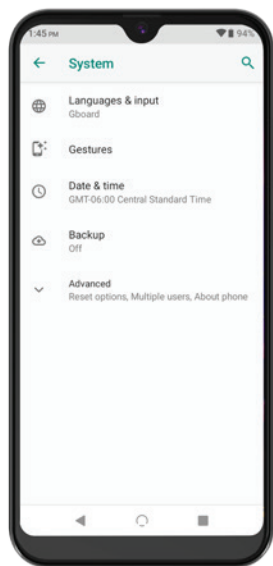 1:45 PM
94%
System
Languages & input
Gboard
Gestures
Date & time
GMT-06:00 Central Standard Time
Backup
Off
Advanced
Reset options, Multiple users, About phone